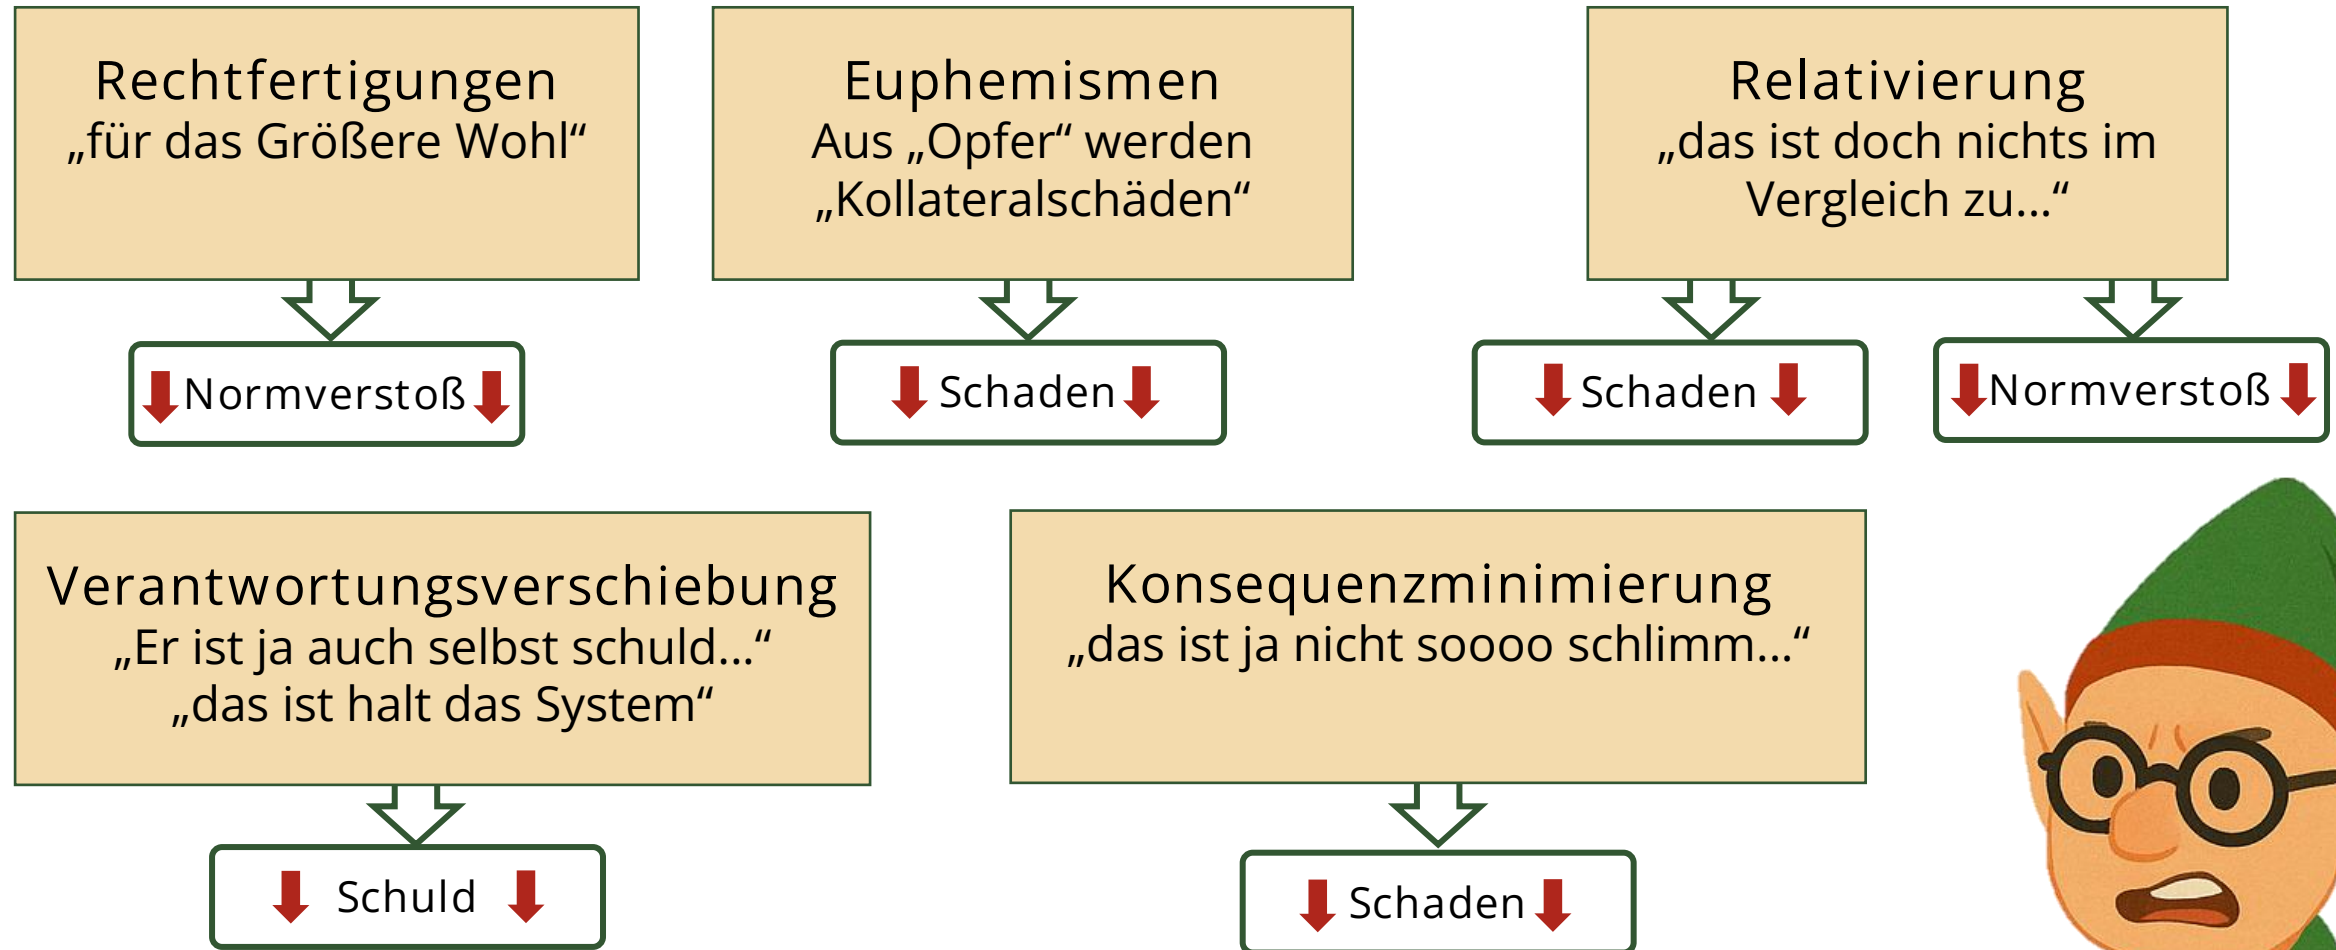 Rechtfertigungen
„für das Größere Wohl“
Normverstoß
Euphemismen
Aus „Opfer“ werden
„Kollateralschäden“
Schaden
Relativierung
„das ist doch nichts im
Vergleich zu...“
Schaden
Normverstoß
Verantwortungsverschiebung
„Er ist ja auch selbst schuld...“
„das ist halt das System“
Schuld
Konsequenzminimierung
„das ist ja nicht soooo schlimm...“
Schaden